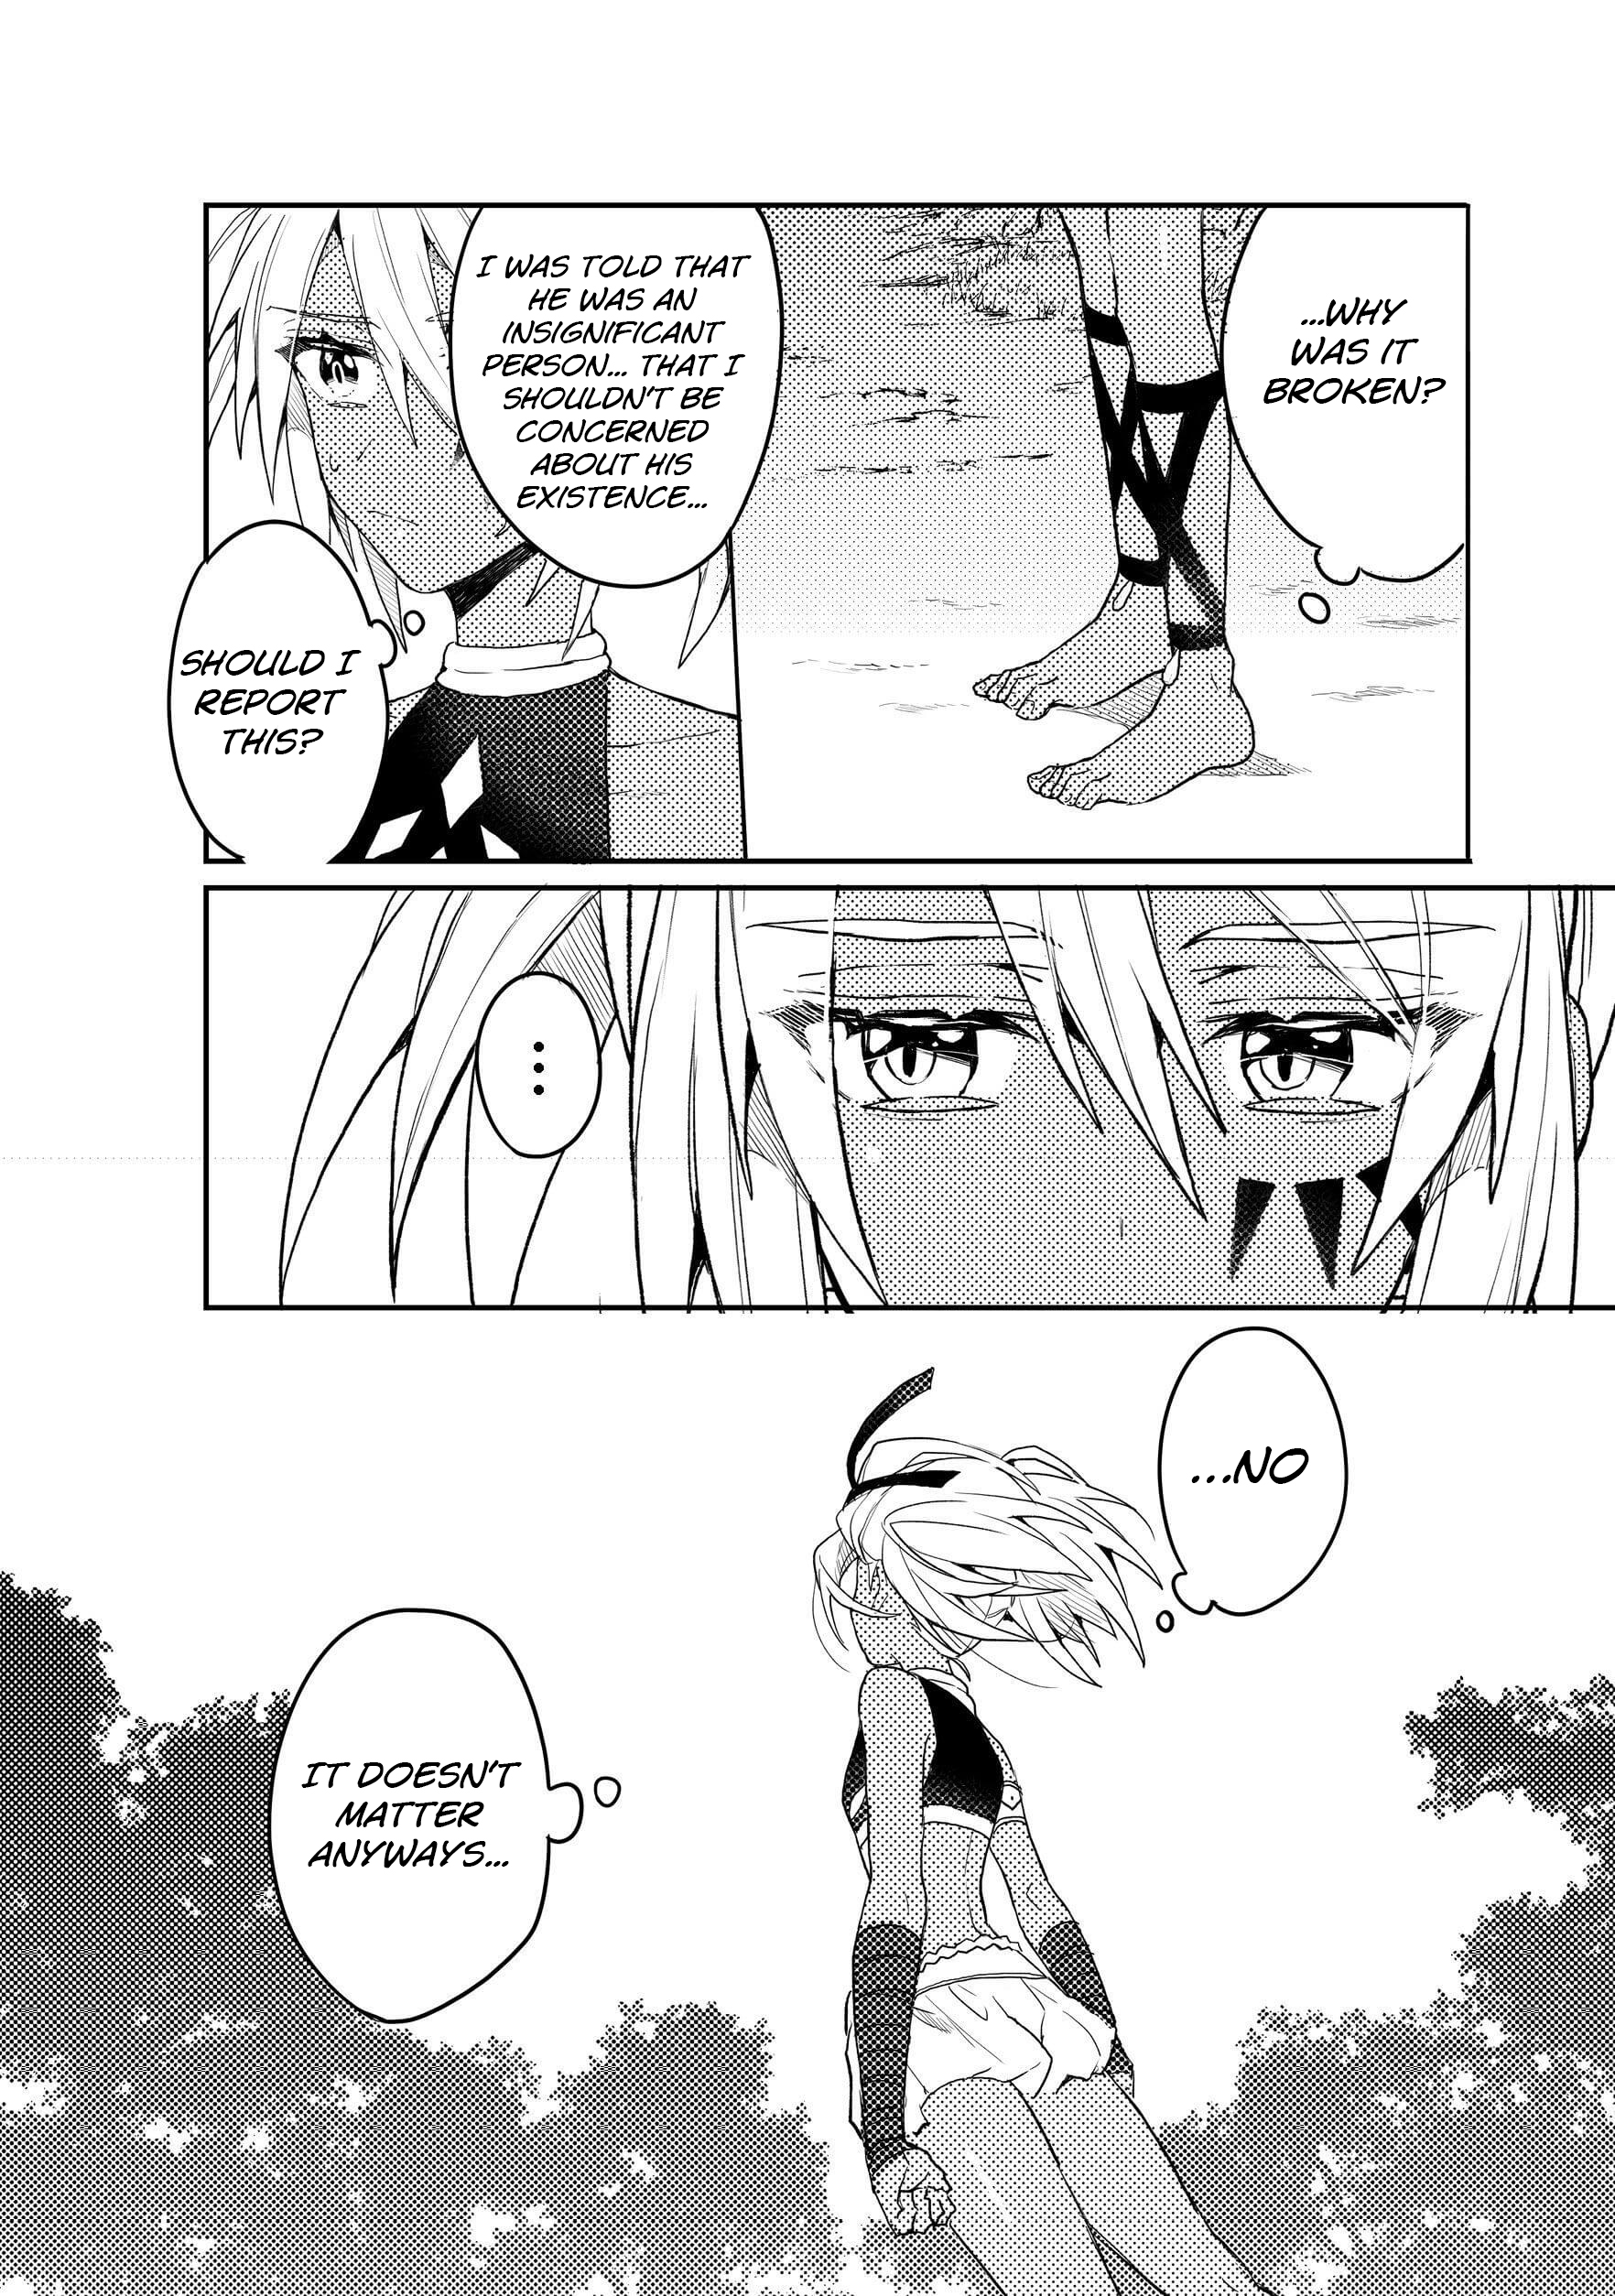 ...WHY
WAS IT
BROKEN?
I WAS TOLD THAT
HE WAS AN
INSIGNIFICANT
PERSON... THAT I
SHOULDN'T BE
CONCERNED
ABOUT HIS
EXISTENCE...
SHOULD I
REPORT
THIS?
...
...NO
IT DOESN'T
MATTER
ANYWAYS...